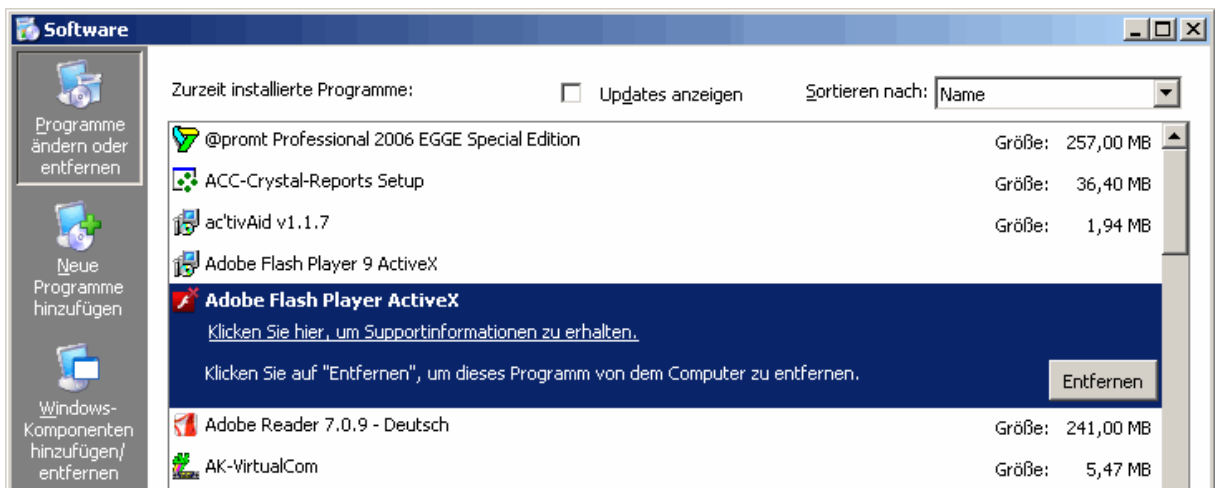 Software
Programme
ändern oder
entfernen
Neue
Programme
hinzufügen
Windows-
Komponenten
hinzufügen/
entfernen
Zurzeit installierte Programme: Updates anzeigen Sortieren nach: Name
@promt Professional 2006 EGGE Special Edition Größe: 257,00 MB
ACC-Crystal-Reports Setup Größe: 36,40 MB
ac'tivAid v1.1.7 Größe: 1,94 MB
Adobe Flash Player 9 ActiveX
Adobe Flash Player ActiveX
Klicken Sie hier, um Supportinformationen zu erhalten.
Klicken Sie auf "Entfernen", um dieses Programm von dem Computer zu entfernen. Entfernen
Adobe Reader 7.0.9 - Deutsch Größe: 241,00 MB
AK-VirtualCom Größe: 5,47 MB